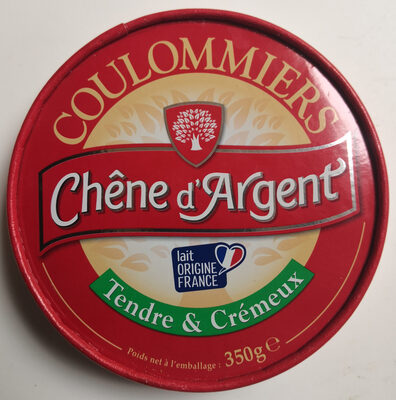 COULOMMIERS
Chêne d'Argent
lait
ORIGINE
FRANCE
Tendre & Crémeux
Poids net à l'emballage : 350g e